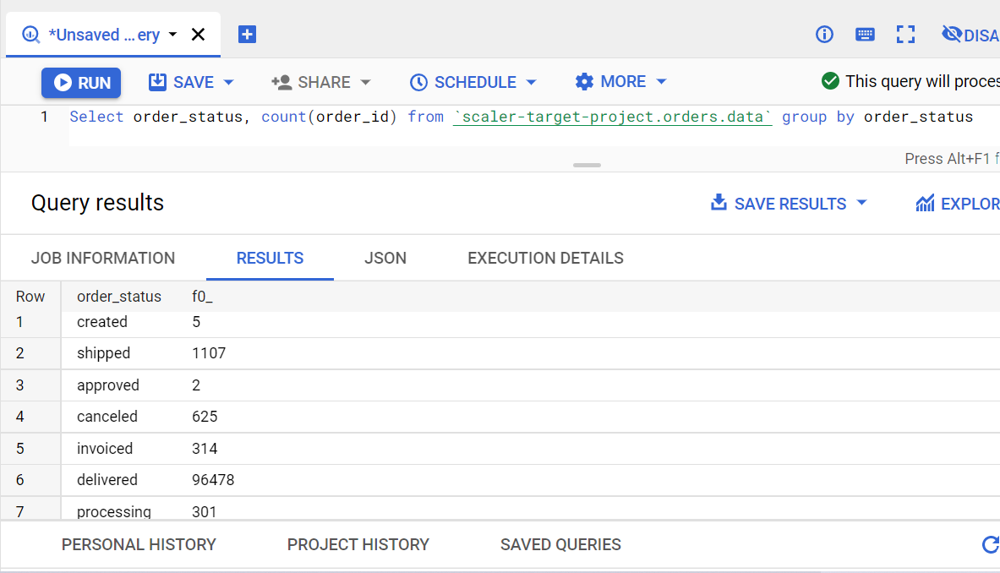 *Unsaved ...ery
DISA
RUN SAVE SHARE SCHEDULE MORE This query will proces
1 Select order_status, count(order_id) from `scaler-target-project.orders.data` group by order_status
Press Alt+F1 f
Query results SAVE RESULTS EXPLOR
JOB INFORMATION RESULTS JSON EXECUTION DETAILS
Row order_status f0_
1 created 5
2 shipped 1107
3 approved 2
4 canceled 625
5 invoiced 314
6 delivered 96478
7 processing 301
PERSONAL HISTORY PROJECT HISTORY SAVED QUERIES